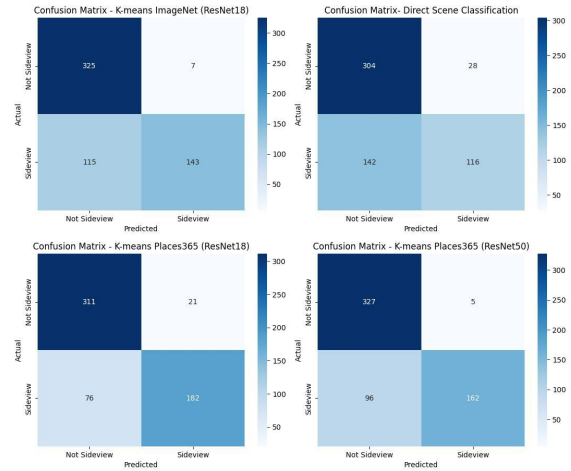 Confusion Matrix - K-means ImageNet (ResNet18)
Not Sideview
Sideview
Actual
325
7
115
143
Not Sideview
Sideview
Predicted
300
250
200
150
100
50
Confusion Matrix- Direct Scene Classification
Not Sideview
Sideview
Actual
304
28
142
116
Not Sideview
Sideview
Predicted
300
250
200
150
100
50
Confusion Matrix - K-means Places365 (ResNet18)
Not Sideview
Sideview
Actual
311
21
76
182
Not Sideview
Sideview
Predicted
300
250
200
150
100
50
Confusion Matrix - K-means Places365 (ResNet50)
Not Sideview
Sideview
Actual
327
5
96
162
Not Sideview
Sideview
Predicted
300
250
200
150
100
50